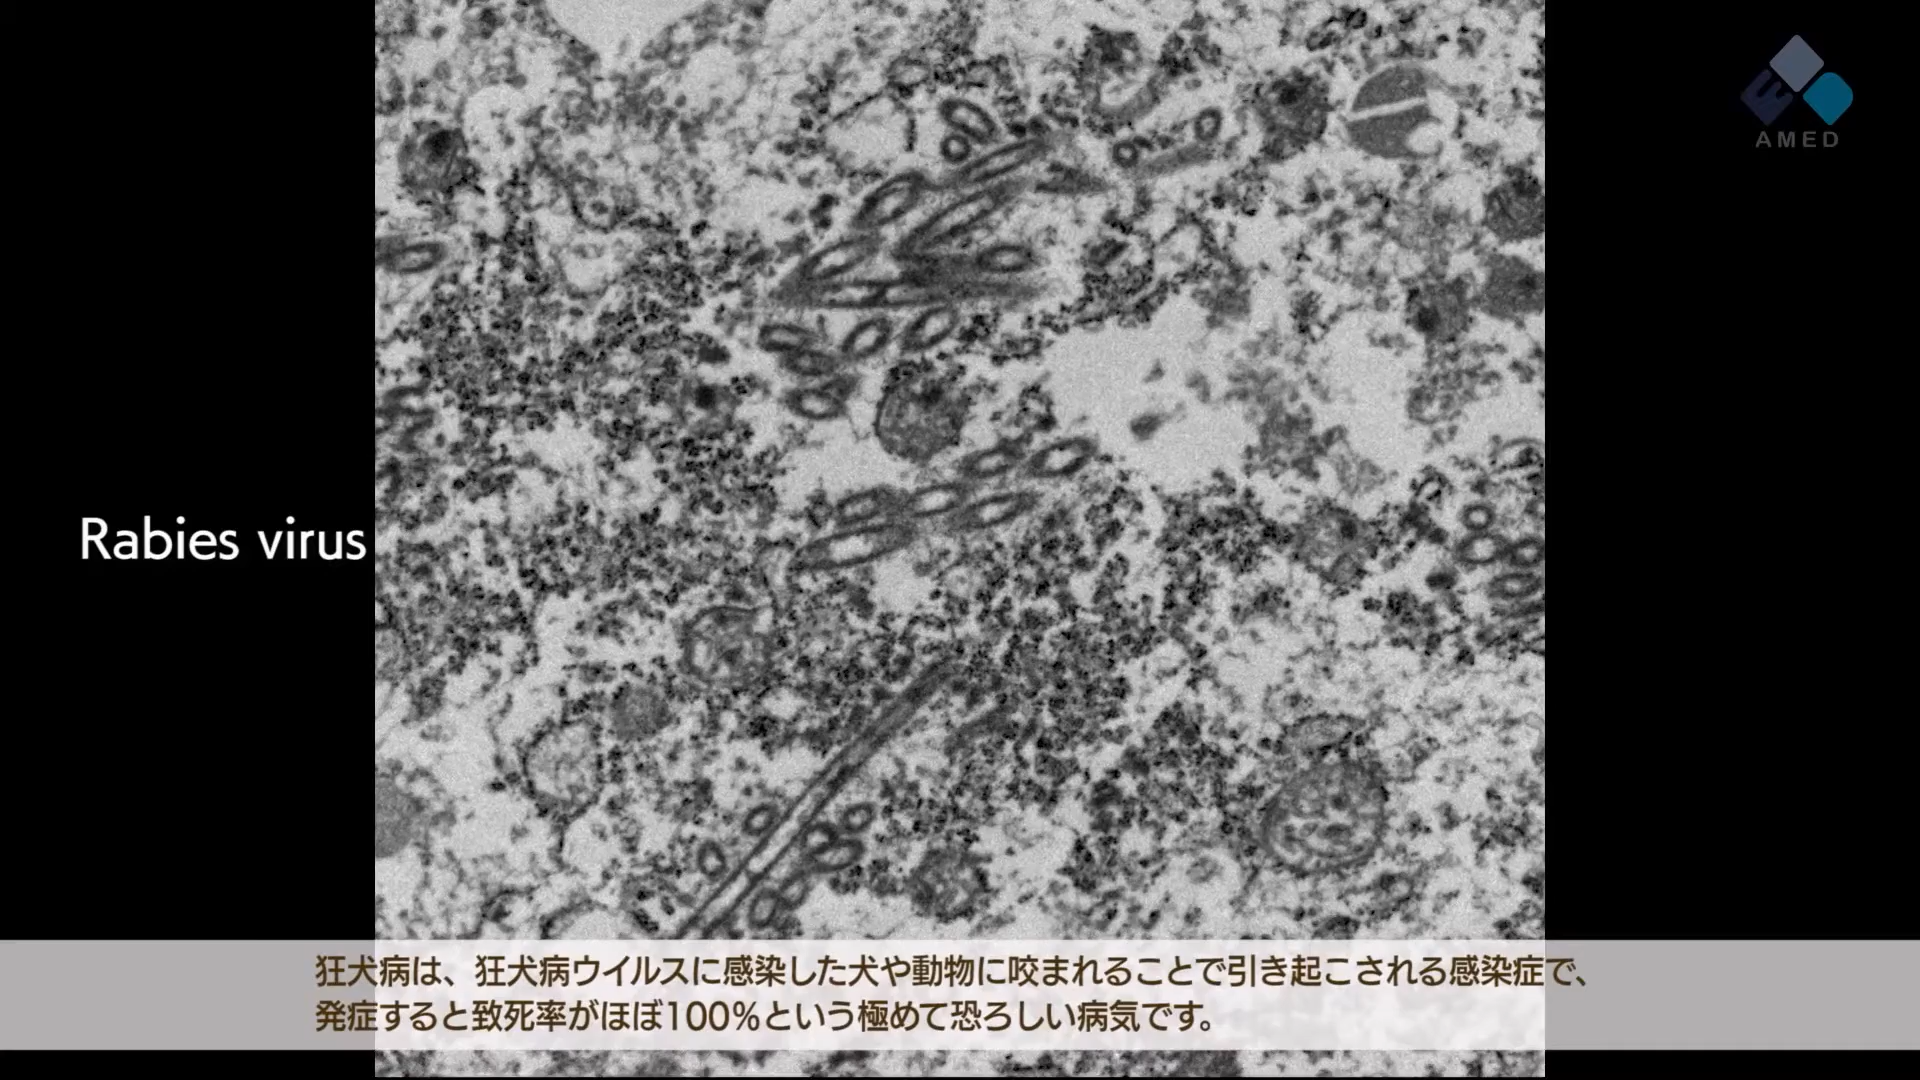 AMED
Rabies virus
狂犬病は、狂犬病ウイルスに感染した犬や動物に咬まれることで引き起こされる感染症で、
発症すると致死率がほぼ100％という極めて恐ろしい病気です。